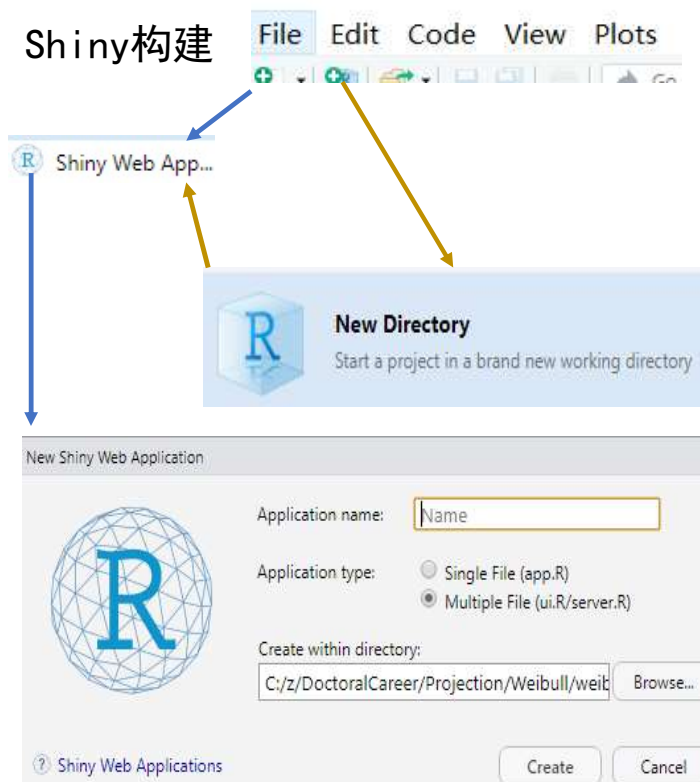 Shiny构建
File Edit Code View Plots
Go
R Shiny Web App...
R
New Directory
Start a project in a brand new working directory
New Shiny Web Application
R
Application name: Name
Application type: Single File (app.R)
Multiple File (ui.R/server.R)
Create within directory:
C:/z/DoctoralCareer/Projection/Weibull/weib Browse...
? Shiny Web Applications Create Cancel